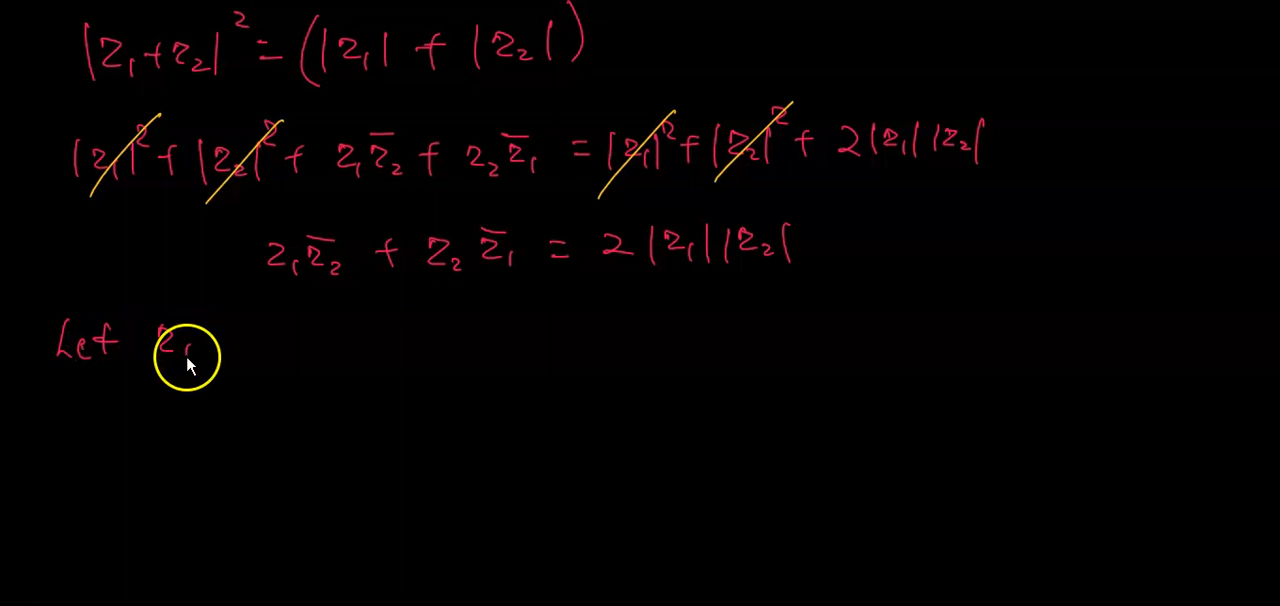 |z₁+z₂|² = (|z₁| + |z₂|)
|z₁|² + |z₂|² + z₁z̅₂ + z₂z̅₁ = |z₁|² + |z₂|² + 2|z₁||z₂|
z₁z̅₂ + z₂z̅₁ = 2|z₁||z₂|
Let z₁